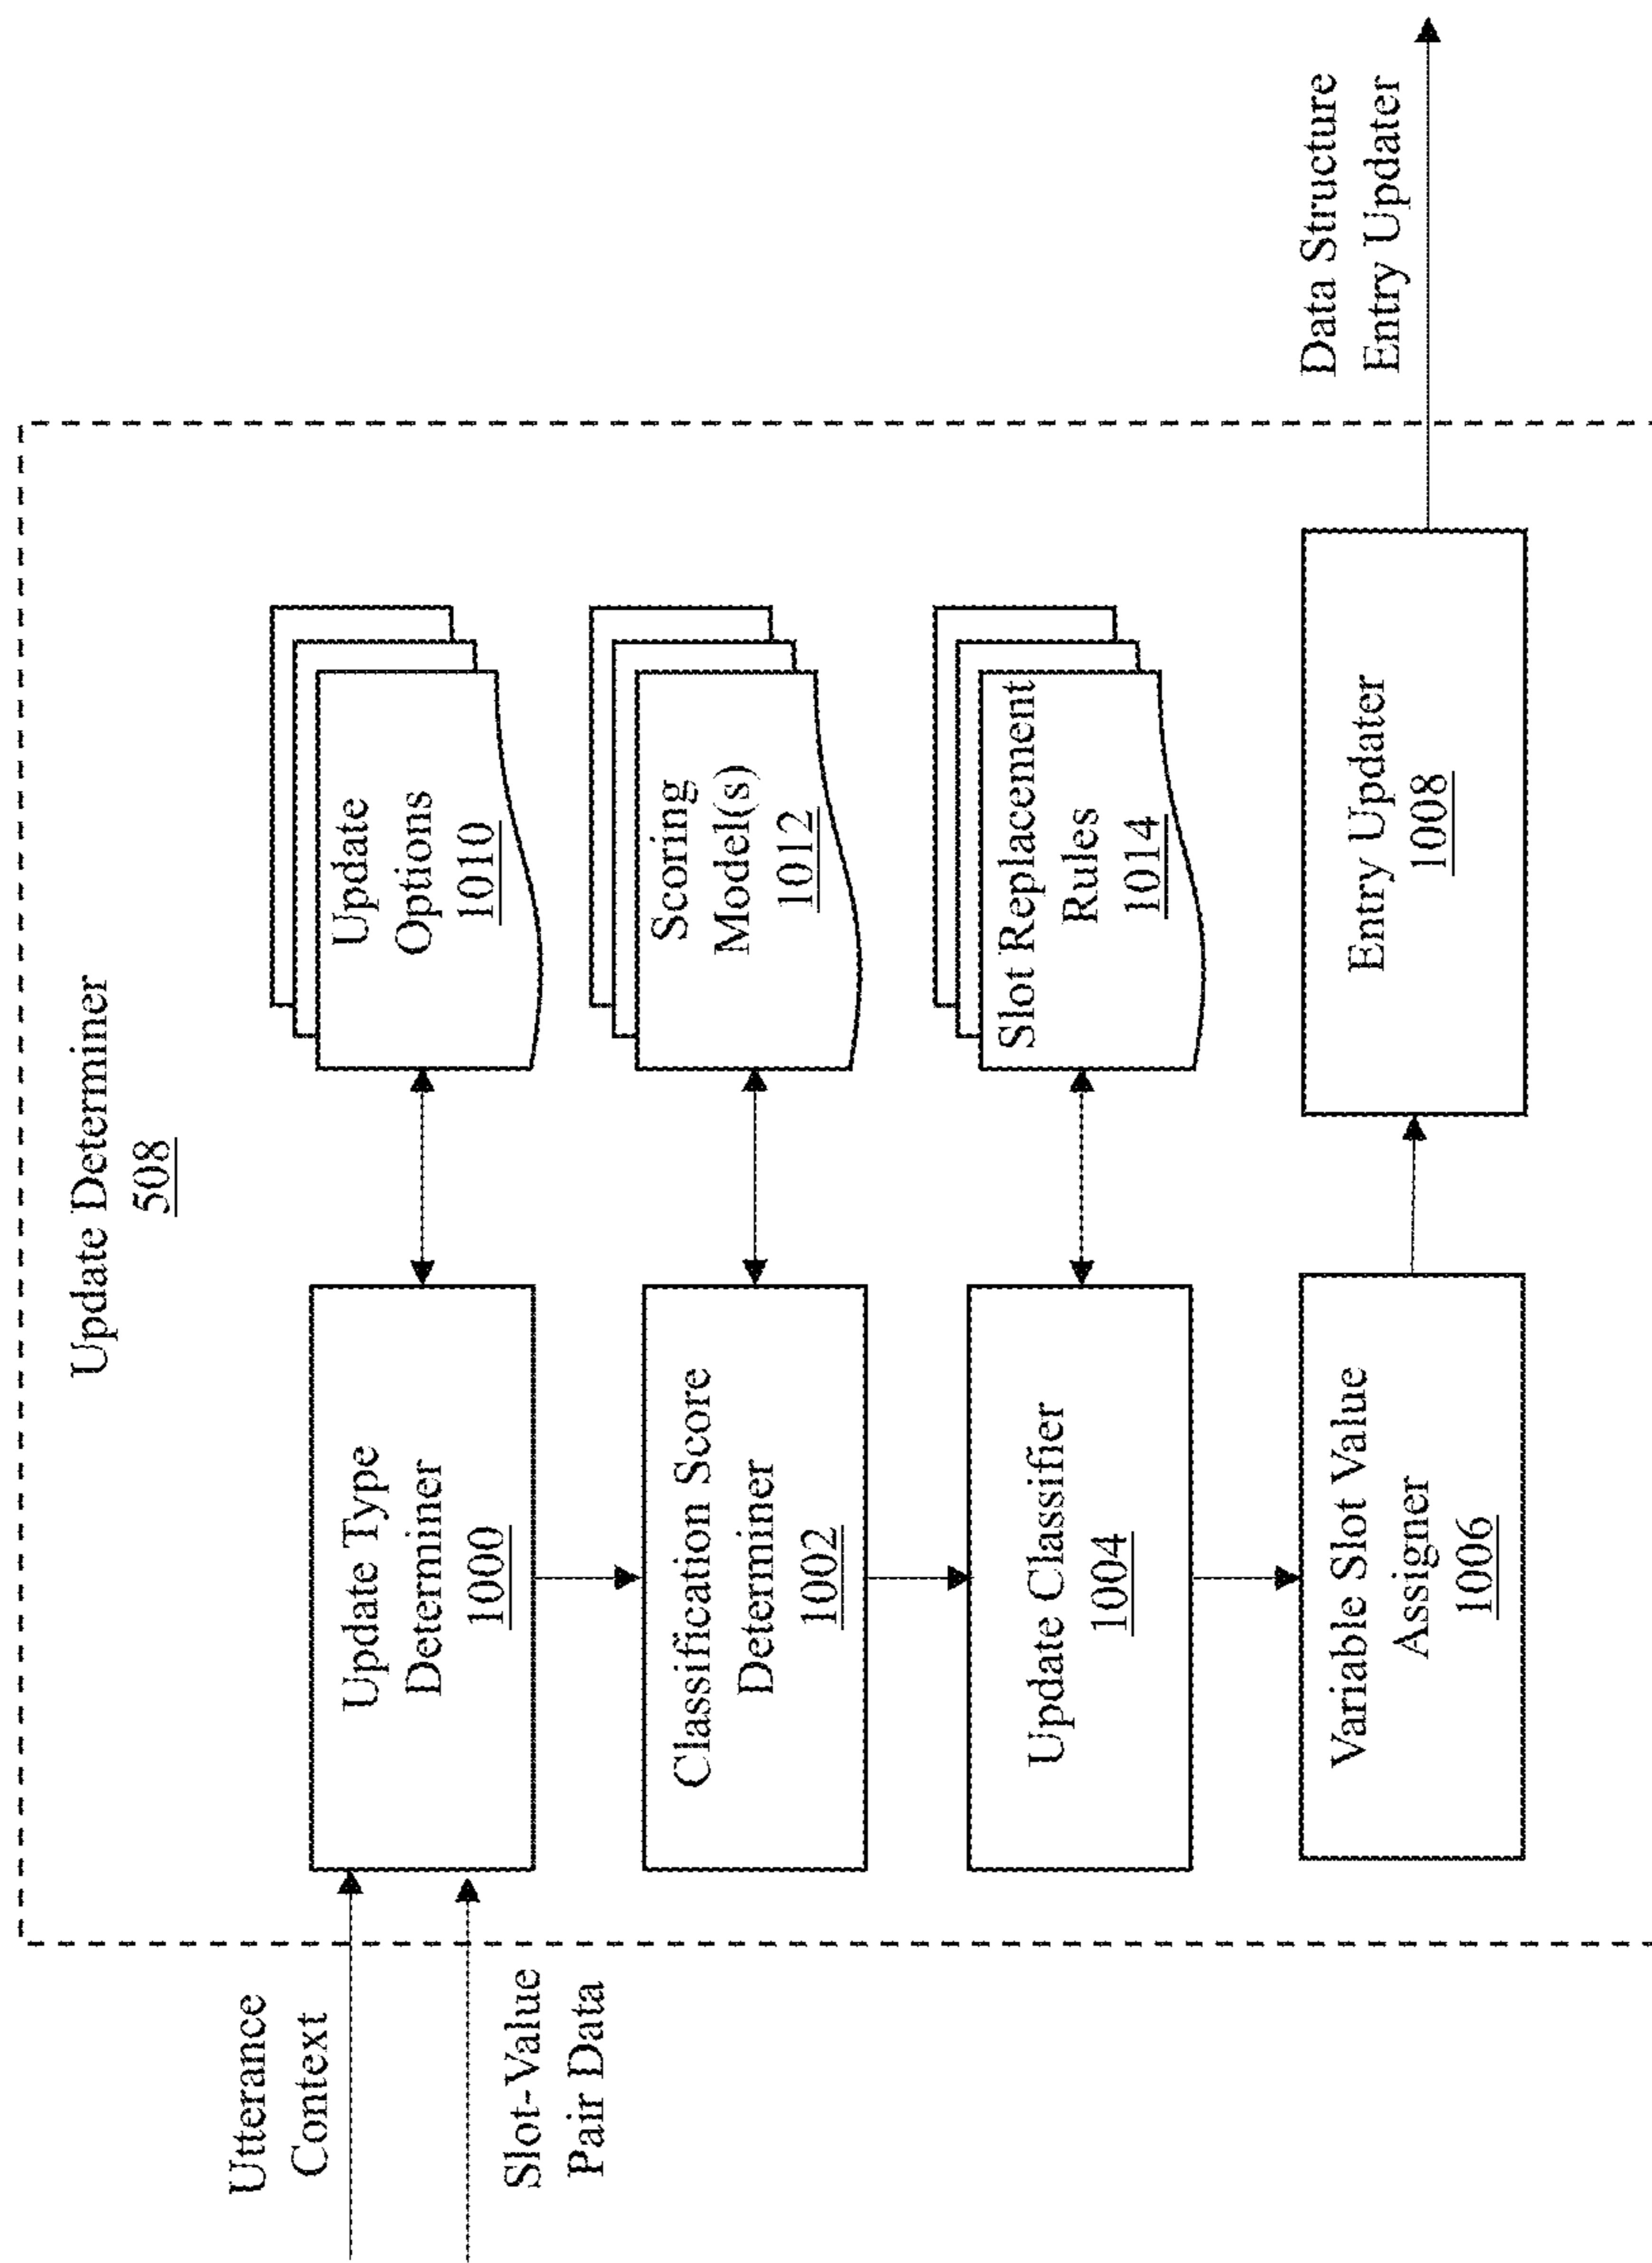 Update Determiner
508
Utterance
Context
Slot-Value
Pair Data
Update Type
Determiner
1000
Update
Options
1010
Classification Score
Determiner
1002
Scoring
Model(s)
1012
Update Classifier
1004
Slot Replacement
Rules
1014
Variable Slot Value
Assigner
1006
Entry Updater
1008
Data Structure
Entry Updater